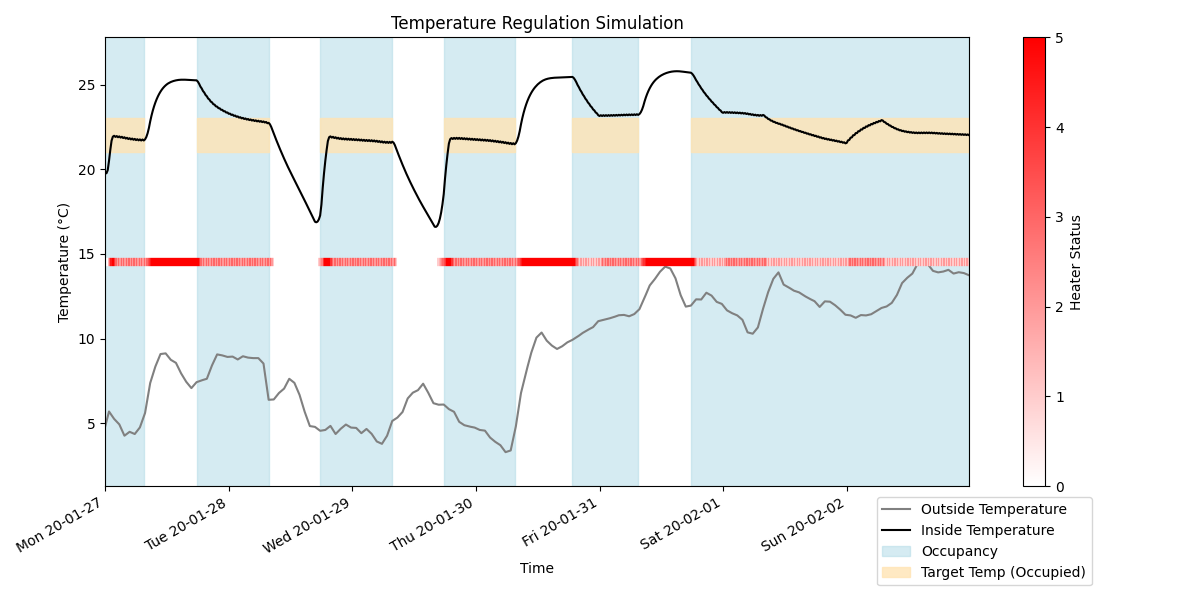 Temperature Regulation Simulation
Temperature (°C)
25
20
15
10
5
Mon 20-01-27
Tue 20-01-28
Wed 20-01-29
Thu 20-01-30
Fri 20-01-31
Sat 20-02-01
Sun 20-02-02
Time
5
4
3
2
1
0
Heater Status
Outside Temperature
Inside Temperature
Occupancy
Target Temp (Occupied)